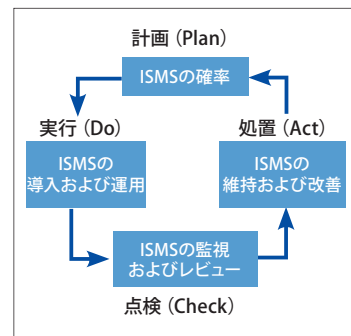 計画（Plan）
ISMSの確率
実行（Do）
処置（Act）
ISMSの
導入および運用
ISMSの
維持および改善
ISMSの監視
およびレビュー
点検（Check）